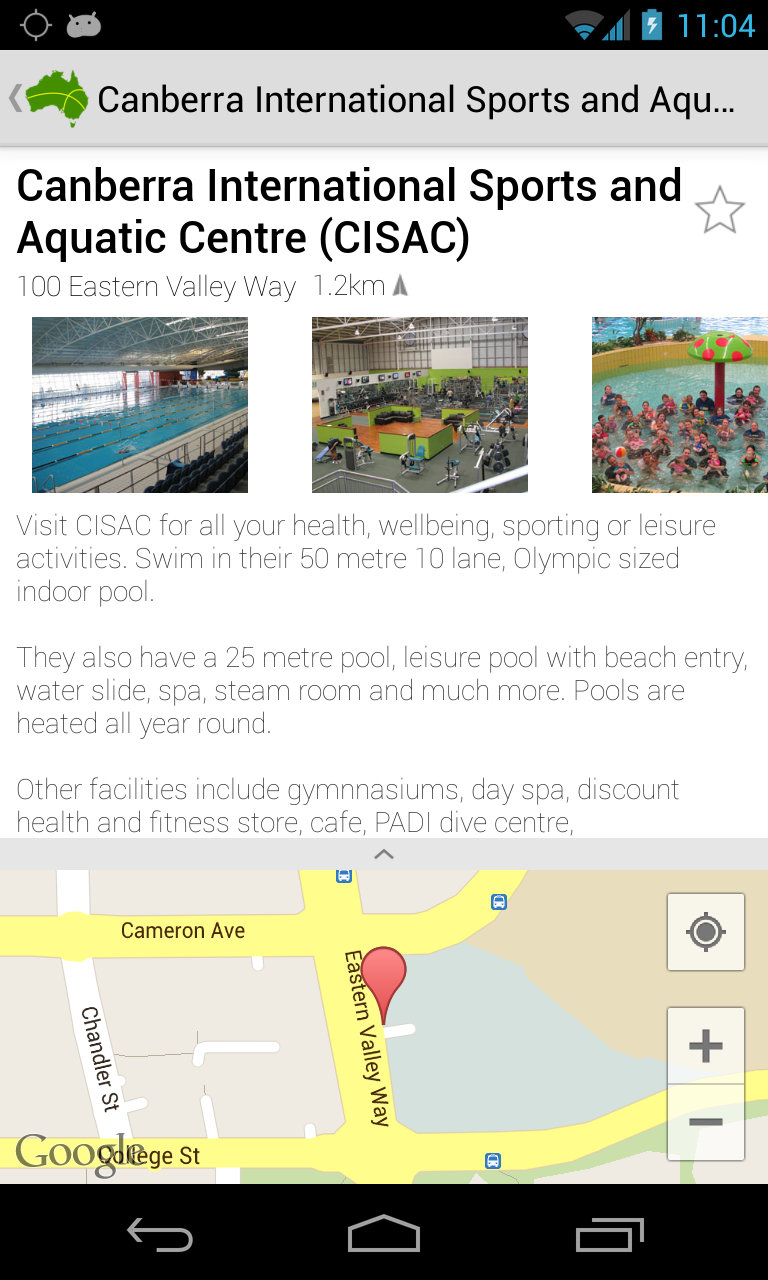 11:04
Canberra International Sports and Aqu...
Canberra International Sports and
Aquatic Centre (CISAC)
100 Eastern Valley Way 1.2km
Visit CISAC for all your health, wellbeing, sporting or leisure
activities. Swim in their 50 metre 10 lane, Olympic sized
indoor pool.
They also have a 25 metre pool, leisure pool with beach entry,
water slide, spa, steam room and much more. Pools are
heated all year round.
Other facilities include gymnnasiums, day spa, discount
health and fitness store, cafe, PADI dive centre,
Cameron Ave
Eastern Valley Way
Chandler St
Google
College St